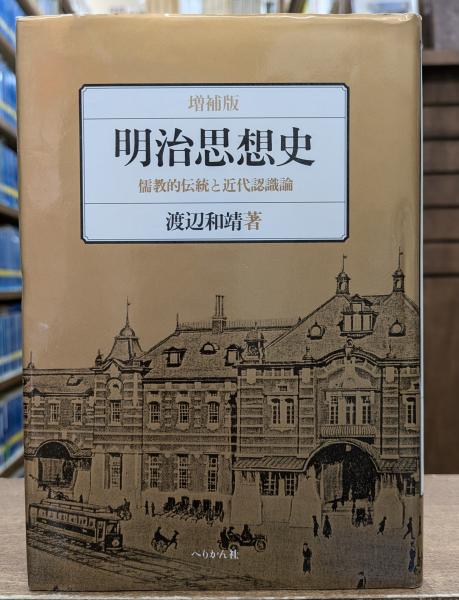 増補版
明治思想史
儒教的伝統と近代認識論
渡辺和靖著
ぺりかん社